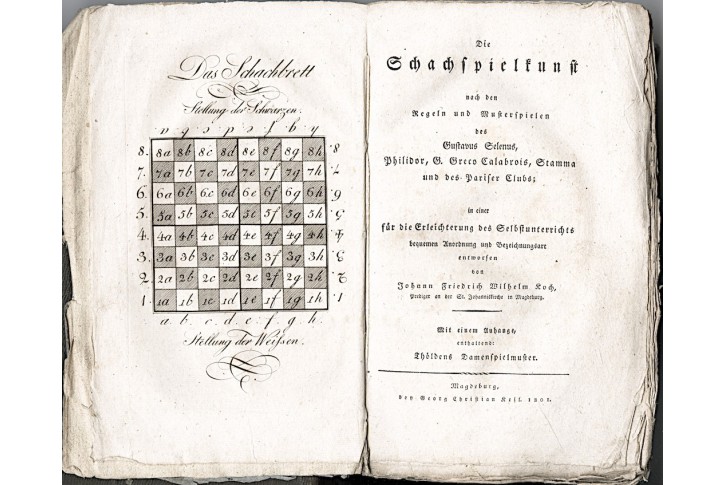 Das Schachbrett
Stellung der Schwarzen.
a b c d e f g h
8. 8a 8b 8c 8d 8e 8f 8g 8h 8.
7. 7a 7b 7c 7d 7e 7f 7g 7h 7.
6. 6a 6b 6c 6d 6e 6f 6g 6h 6.
5. 5a 5b 5c 5d 5e 5f 5g 5h 5.
4. 4a 4b 4c 4d 4e 4f 4g 4h 4.
3. 3a 3b 3c 3d 3e 3f 3g 3h 3.
2. 2a 2b 2c 2d 2e 2f 2g 2h 2.
1. 1a 1b 1c 1d 1e 1f 1g 1h 1.
a. b. c. d. e. f. g. h.
Stellung der Weißen.
Die
Schachspielkunst
nach den
Regeln und Musterspielen
des
Gustavus Selenus,
Philidor, G. Greco Calabrois, Stamma
und des Pariser Clubs;
in einer
für die Erleichterung des Selbstunterrichts
bequemen Anordnung und Bezeichnungsart
entworfen
von
Johann Friedrich Wilhelm Koch,
Prediger an der St. Johanniskirche in Magdeburg.
Mit einem Anhange,
enthaltend:
Thöldens Damenspielmuster.
Magdeburg,
bey Georg Christian Keil. 1801.